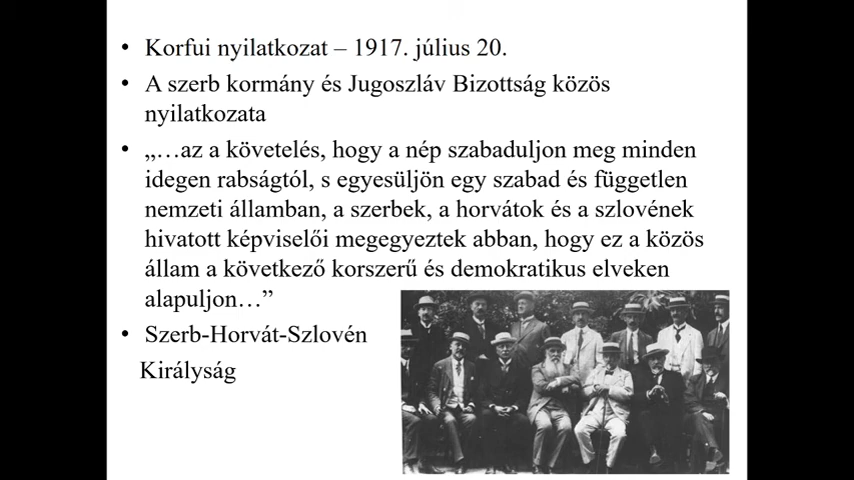 • Korfui nyilatkozat – 1917. július 20.
• A szerb kormány és Jugoszláv Bizottság közös
nyilatkozata
• „…az a követelés, hogy a nép szabaduljon meg minden
idegen rabságtól, s egyesüljön egy szabad és független
nemzeti államban, a szerbek, a horvátok és a szlovének
hivatott képviselői megegyeztek abban, hogy ez a közös
állam a következő korszerű és demokratikus elveken
alapuljon…”
• Szerb-Horvát-Szlovén
Királyság